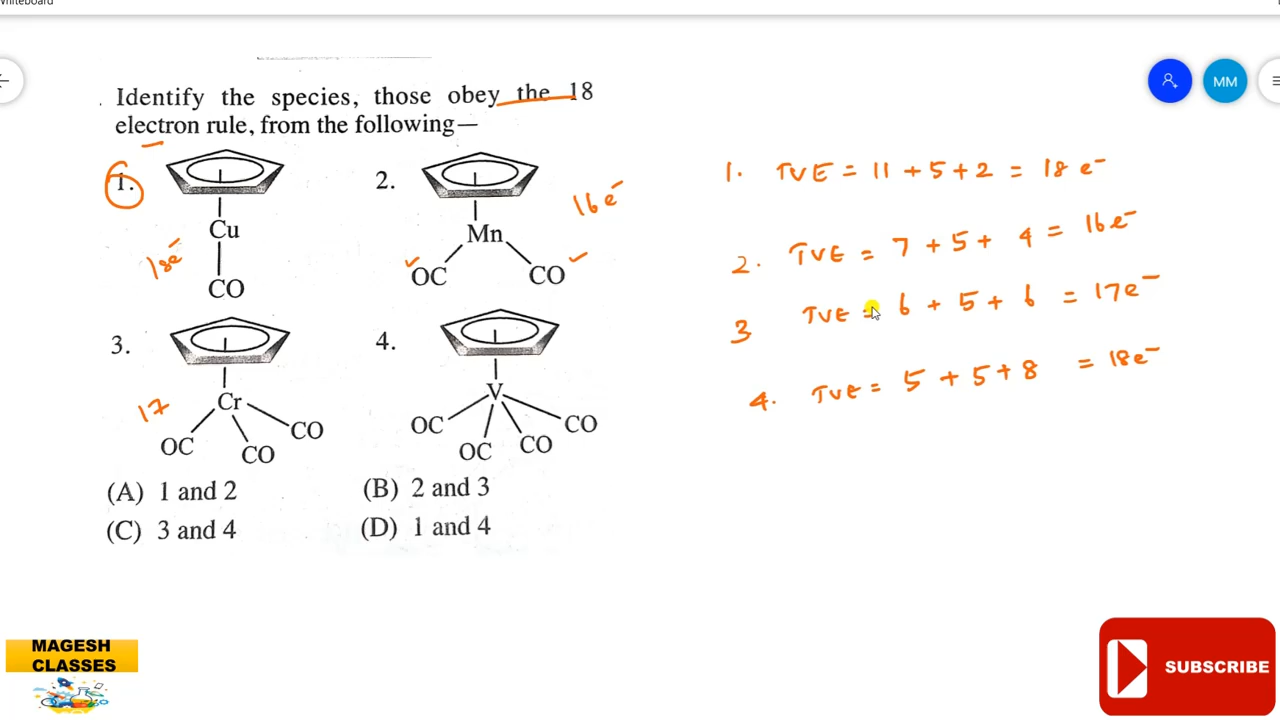 Whiteboard
MM
. Identify the species, those obey the 18
electron rule, from the following—
1.
Cu
CO
18e⁻
2.
Mn
OC CO
16e⁻
3.
Cr
OC CO CO
17
4.
V
OC OC CO CO
(A) 1 and 2 (B) 2 and 3
(C) 3 and 4 (D) 1 and 4
1. TVE = 11 + 5 + 2 = 18 e⁻
2. TVE = 7 + 5 + 4 = 16e⁻
3 TVE = 6 + 5 + 6 = 17e⁻
4. TVE = 5 + 5 + 8 = 18e⁻
MAGESH
CLASSES
SUBSCRIBE